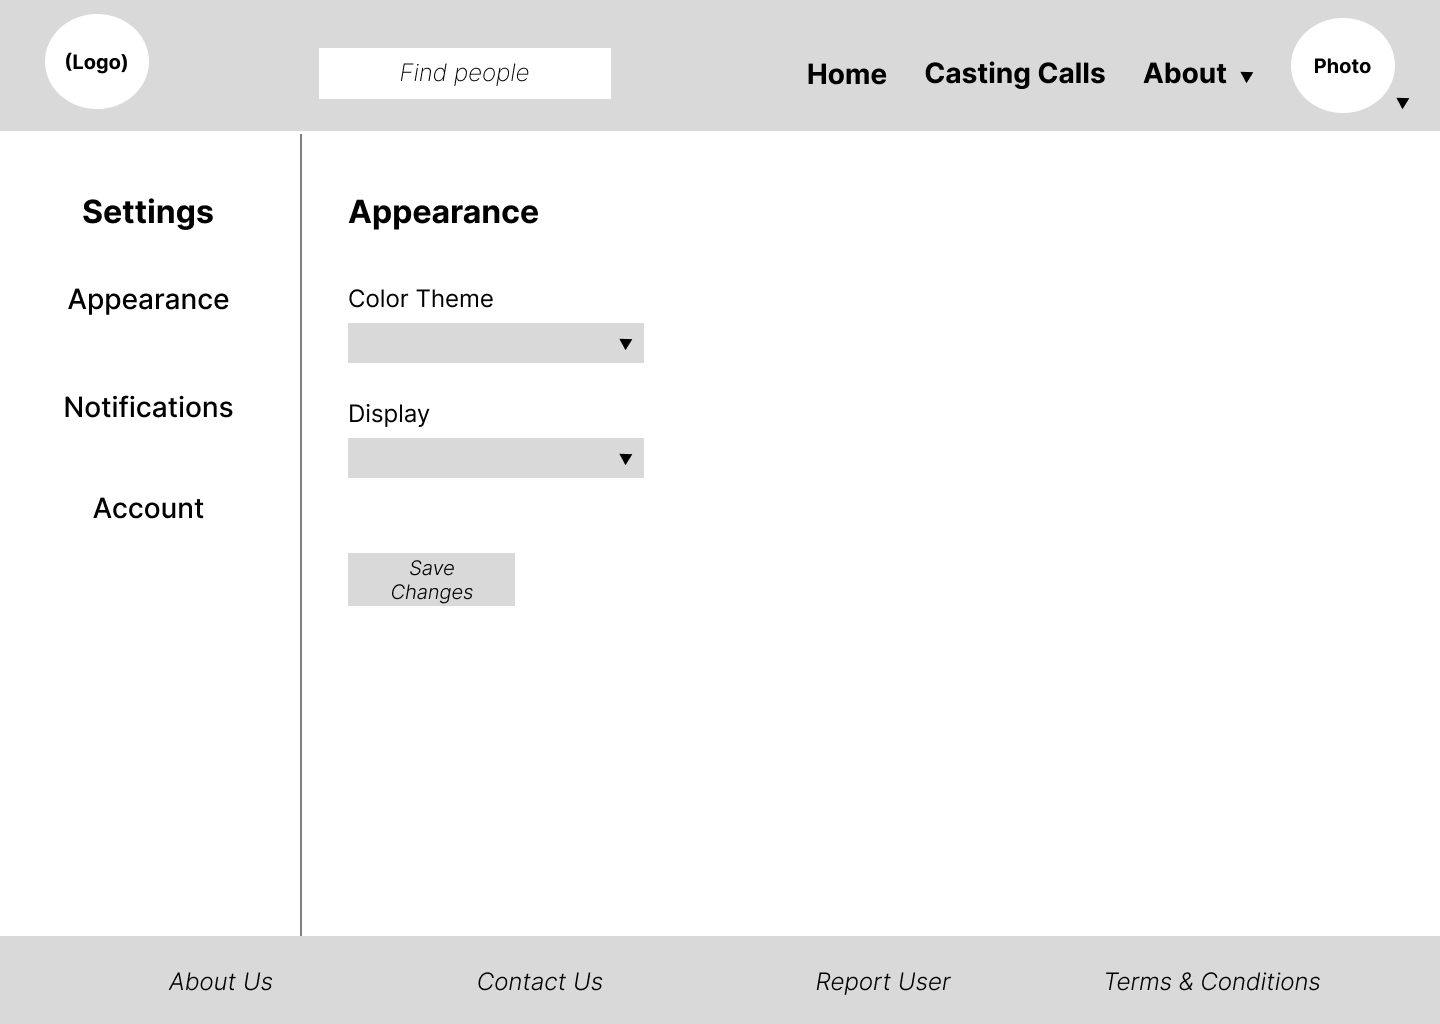 (Logo)
Find people
Home
Casting Calls
About
Photo
Settings
Appearance
Notifications
Account
Appearance
Color Theme
Display
Save
Changes
About Us
Contact Us
Report User
Terms & Conditions